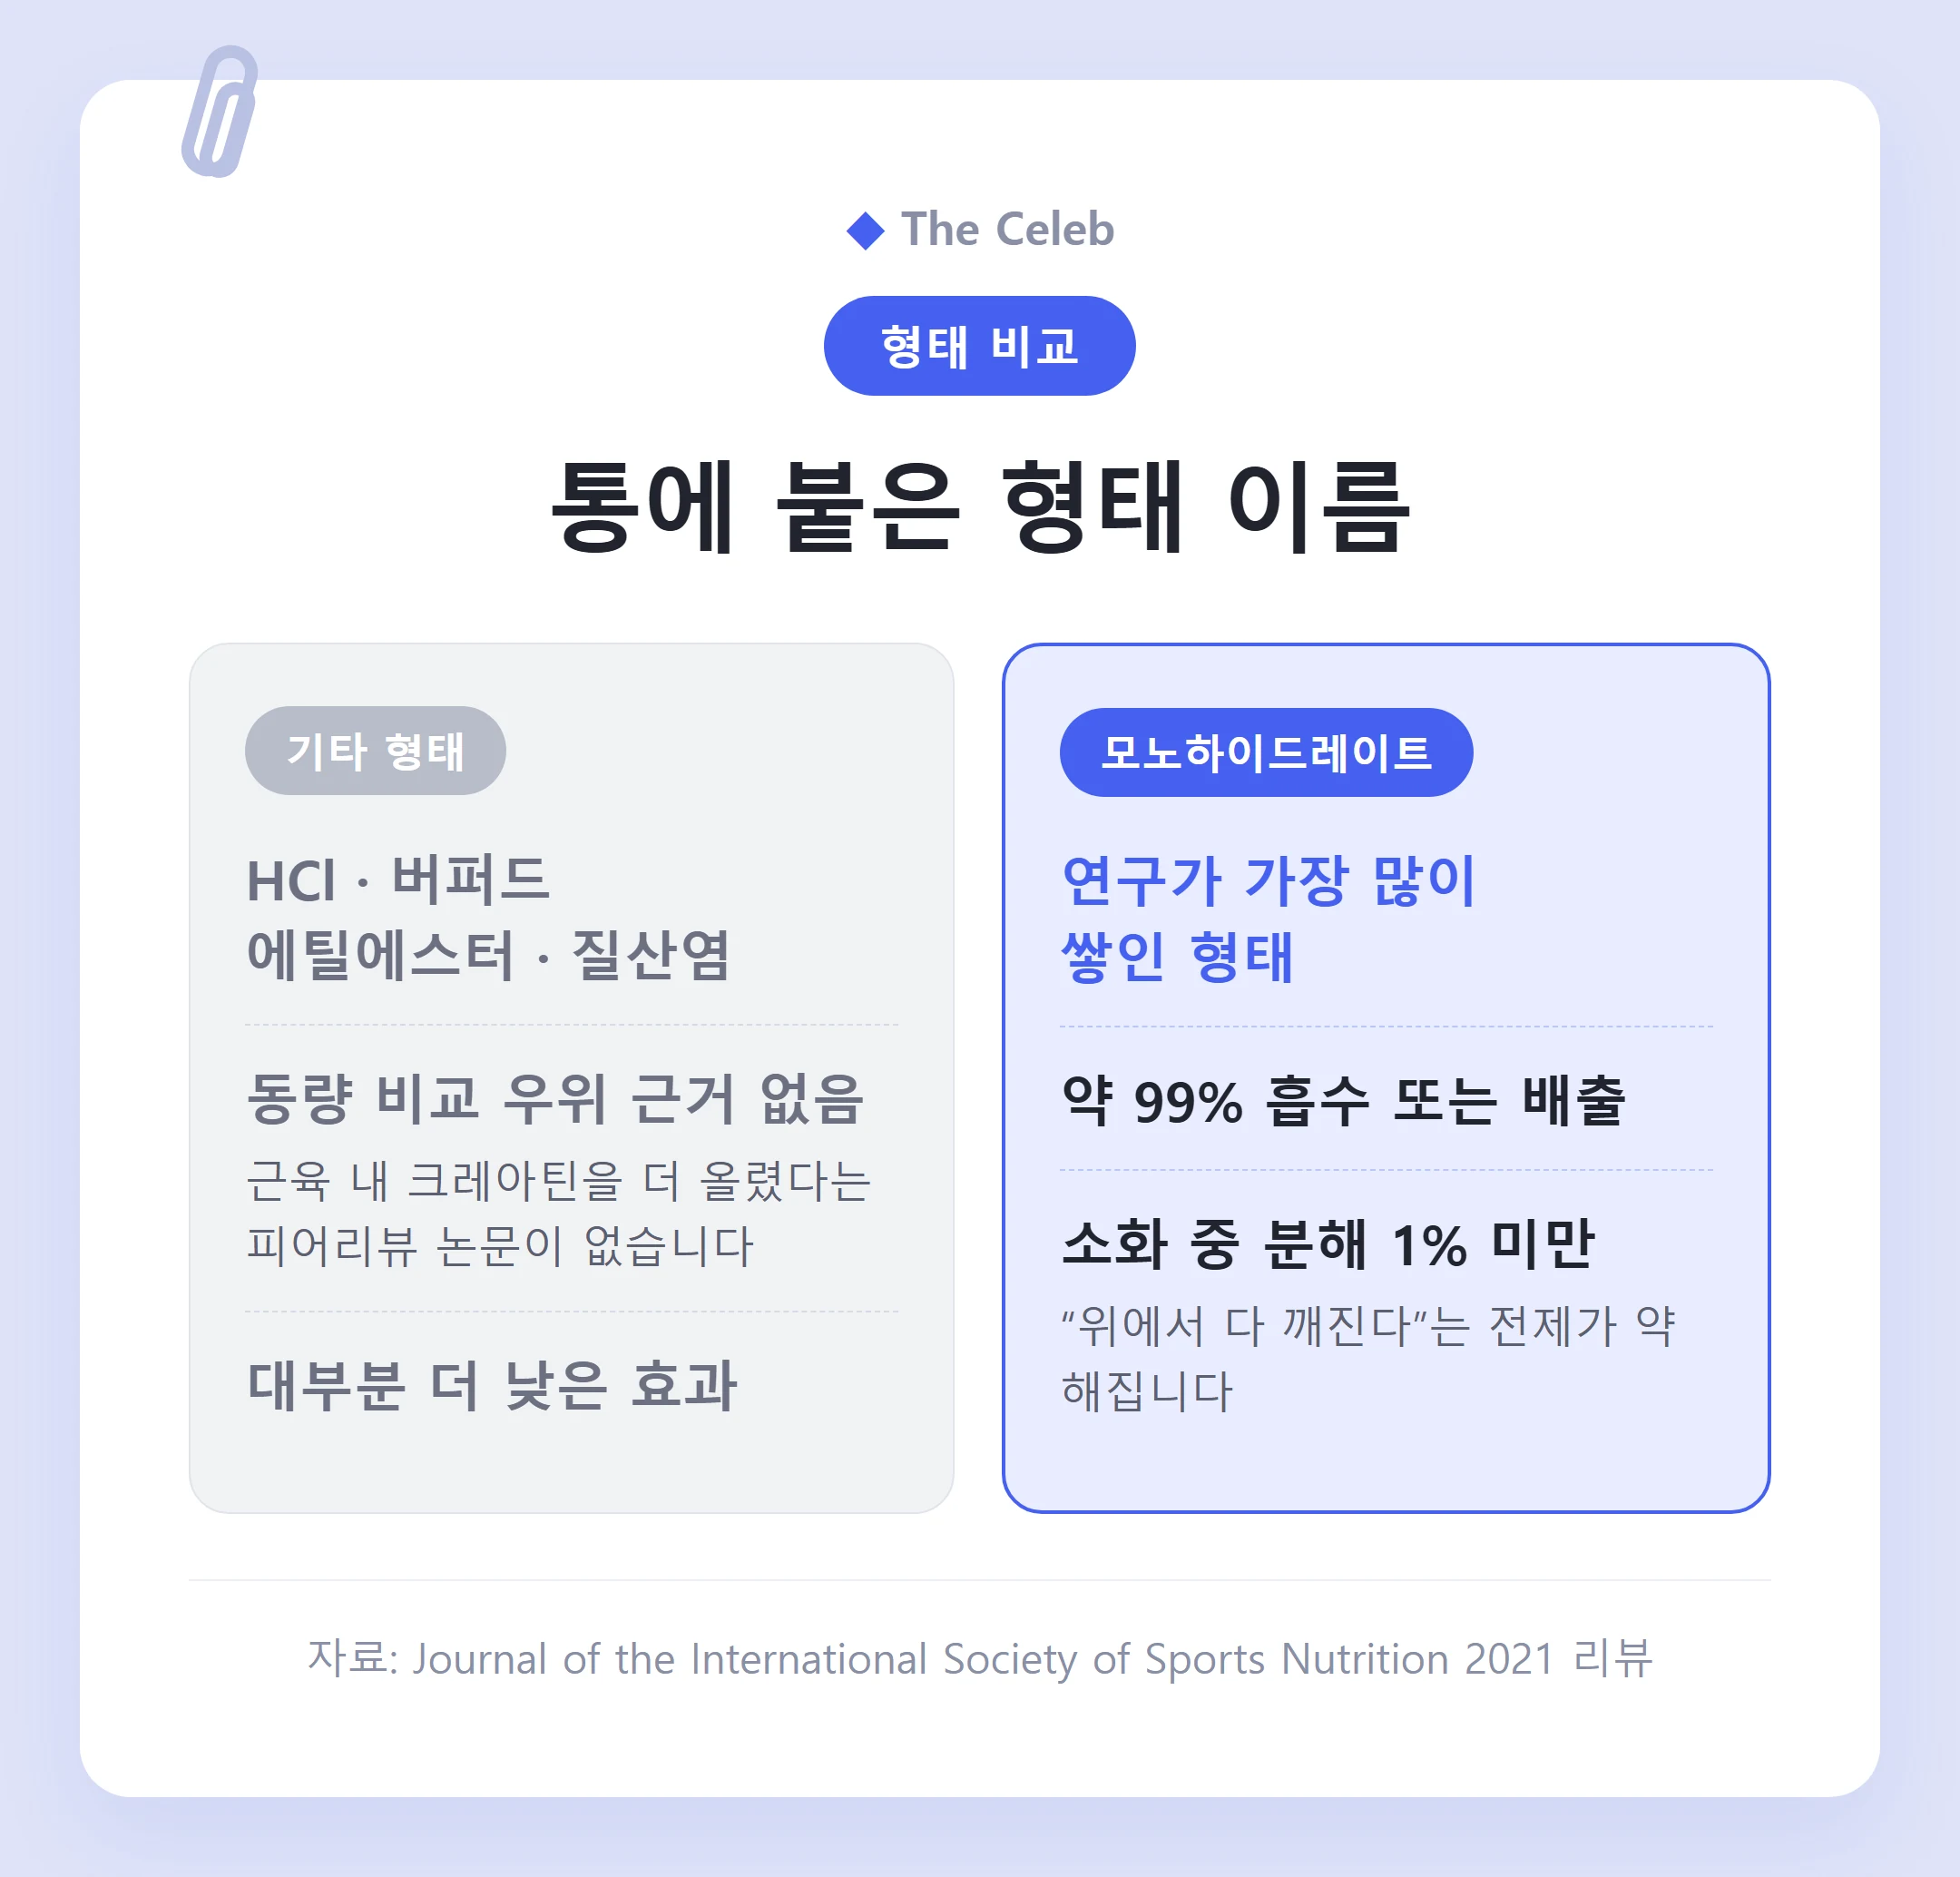 The Celeb
형태 비교
통에 붙은 형태 이름
기타 형태
HCl · 버퍼드
에틸에스터 · 질산염
동량 비교 우위 근거 없음
근육 내 크레아틴을 더 올렸다는
피어리뷰 논문이 없습니다
대부분 더 낮은 효과
모노하이드레이트
연구가 가장 많이
쌓인 형태
약 99% 흡수 또는 배출
소화 중 분해 1% 미만
“위에서 다 깨진다”는 전제가 약
해집니다
자료: Journal of the International Society of Sports Nutrition 2021 리뷰